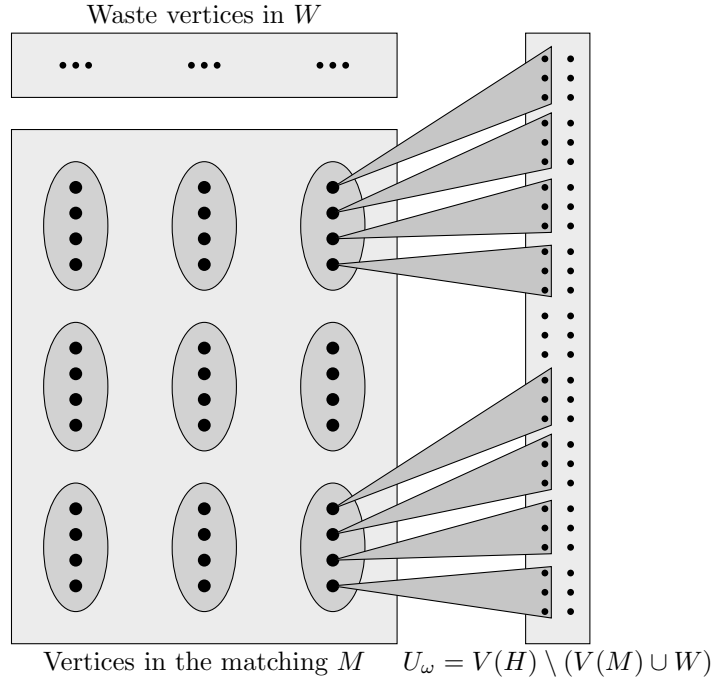 Waste vertices in W
Vertices in the matching M
U_ω = V(H) \ (V(M) ∪ W)